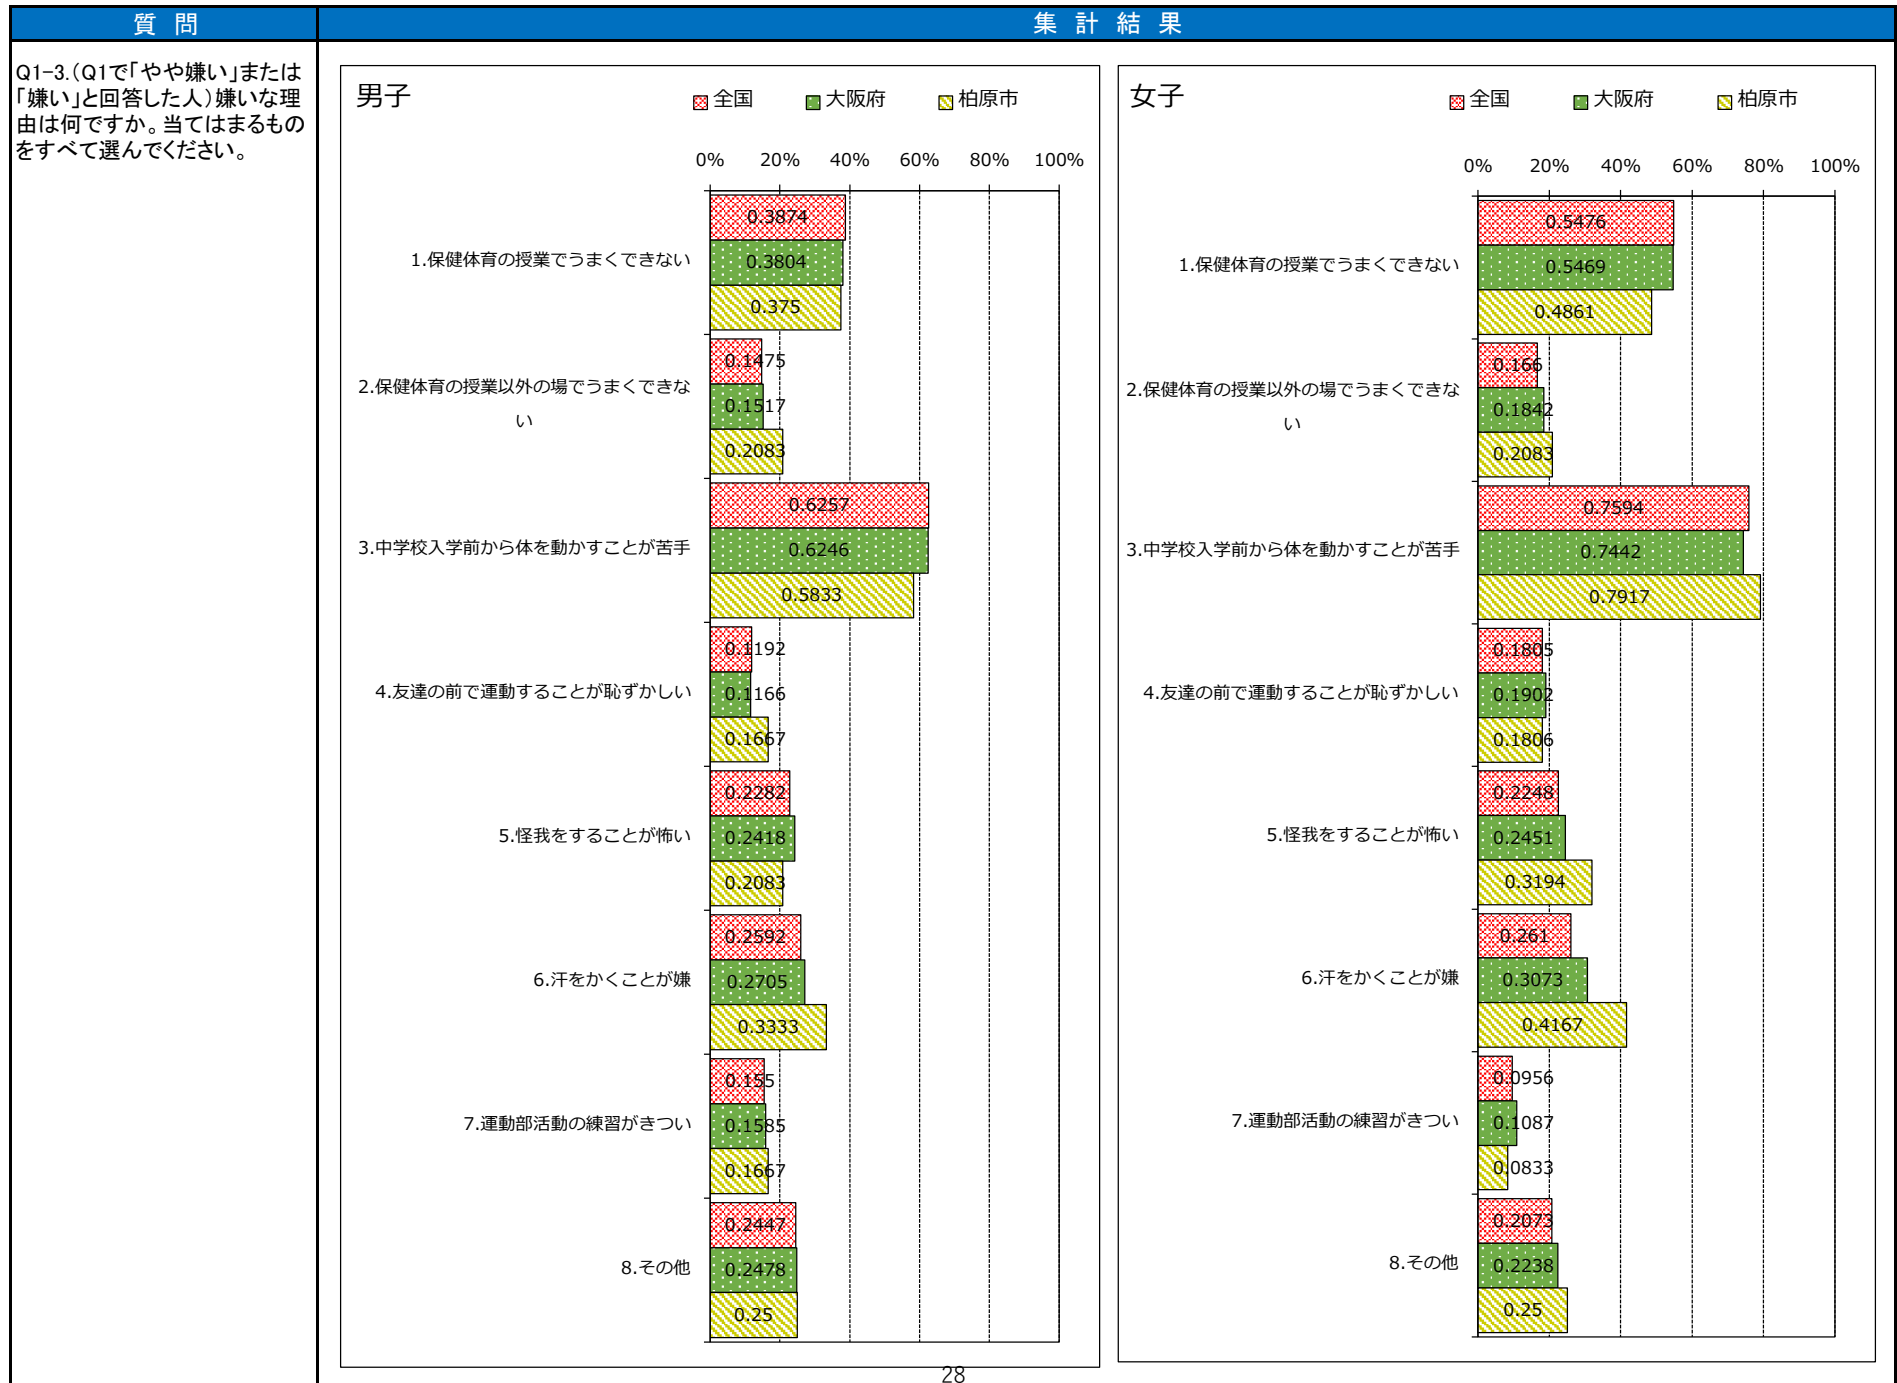 質 問
集 計 結 果
Q1-3.(Q1で「やや嫌い」または
「嫌い」と回答した人）嫌いな理
由は何ですか。当てはまるもの
をすべて選んでください。
男子
全国 大阪府 柏原市
0% 20% 40% 60% 80% 100%
1.保健体育の授業でうまくできない
0.3874
0.3804
0.375
2.保健体育の授業以外の場でうまくできな
い
0.1475
0.1517
0.2083
3.中学校入学前から体を動かすことが苦手
0.6257
0.6246
0.5833
4.友達の前で運動することが恥ずかしい
0.1192
0.1166
0.1667
5.怪我をすることが怖い
0.2282
0.2418
0.2083
6.汗をかくことが嫌
0.2592
0.2705
0.3333
7.運動部活動の練習がきつい
0.155
0.1585
0.1667
8.その他
0.2447
0.2478
0.25
女子
全国 大阪府 柏原市
0% 20% 40% 60% 80% 100%
1.保健体育の授業でうまくできない
0.5476
0.5469
0.4861
2.保健体育の授業以外の場でうまくできな
い
0.166
0.1842
0.2083
3.中学校入学前から体を動かすことが苦手
0.7594
0.7442
0.7917
4.友達の前で運動することが恥ずかしい
0.1805
0.1902
0.1806
5.怪我をすることが怖い
0.2248
0.2451
0.3194
6.汗をかくことが嫌
0.261
0.3073
0.4167
7.運動部活動の練習がきつい
0.0956
0.1087
0.0833
8.その他
0.2073
0.2238
0.25
28